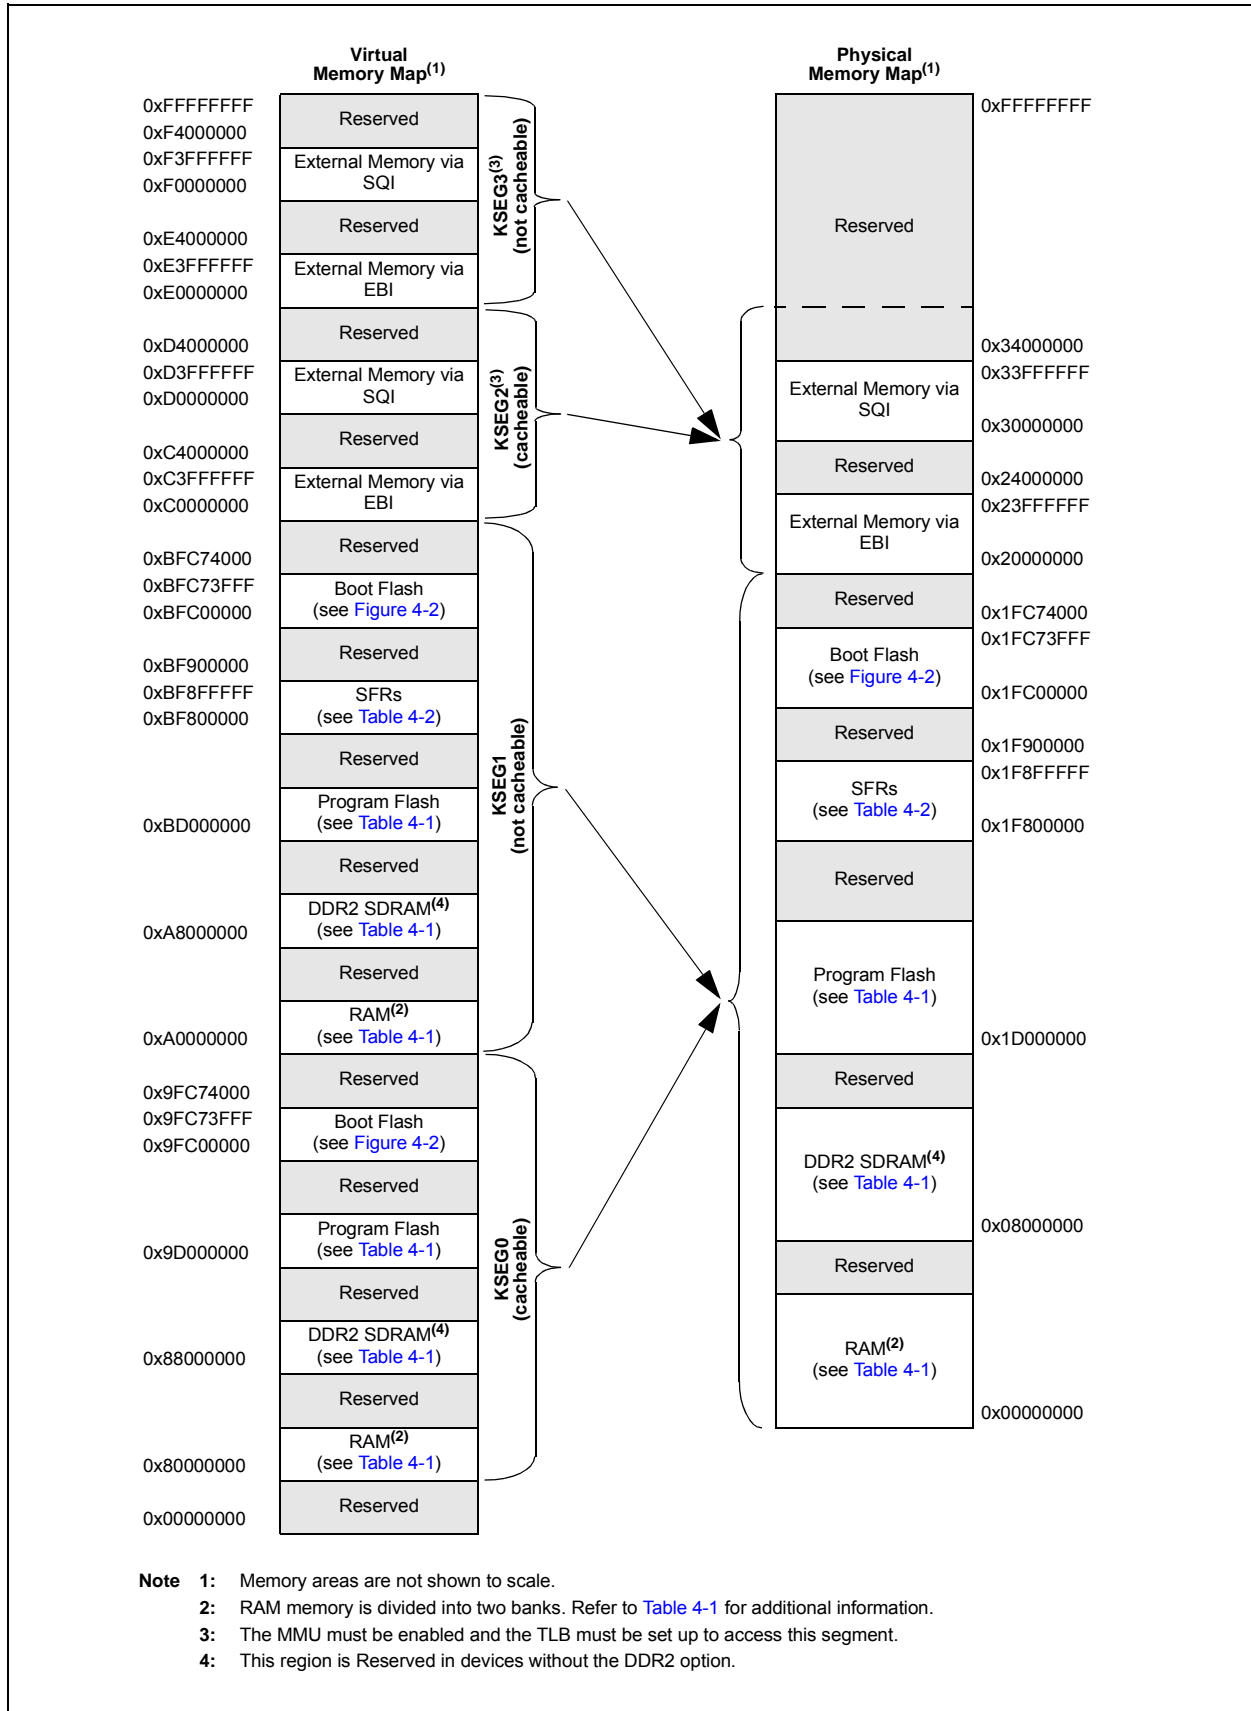 Virtual
Memory Map(1)
0xFFFFFFFF
Reserved
0xF4000000
0xF3FFFFFF
External Memory via
SQI
0xF0000000
Reserved
0xE4000000
0xE3FFFFFF
External Memory via
EBI
0xE0000000
KSEG3(3)
(not cacheable)
Reserved
0xD4000000
0xD3FFFFFF
External Memory via
SQI
0xD0000000
Reserved
0xC4000000
0xC3FFFFFF
External Memory via
EBI
0xC0000000
KSEG2(3)
(cacheable)
Reserved
0xBFC74000
0xBFC73FFF
Boot Flash
(see Figure 4-2)
0xBFC00000
Reserved
0xBF900000
0xBF8FFFFF
SFRs
(see Table 4-2)
0xBF800000
Reserved
Program Flash
(see Table 4-1)
0xBD000000
Reserved
DDR2 SDRAM(4)
(see Table 4-1)
0xA8000000
Reserved
RAM(2)
(see Table 4-1)
0xA0000000
KSEG1
(not cacheable)
Reserved
0x9FC74000
0x9FC73FFF
Boot Flash
(see Figure 4-2)
0x9FC00000
Reserved
Program Flash
(see Table 4-1)
0x9D000000
Reserved
DDR2 SDRAM(4)
(see Table 4-1)
0x88000000
Reserved
RAM(2)
(see Table 4-1)
0x80000000
KSEG0
(cacheable)
Reserved
0x00000000
Physical
Memory Map(1)
0xFFFFFFFF
Reserved
0x34000000
0x33FFFFFF
External Memory via
SQI
0x30000000
Reserved
0x24000000
0x23FFFFFF
External Memory via
EBI
0x20000000
Reserved
0x1FC74000
0x1FC73FFF
Boot Flash
(see Figure 4-2)
0x1FC00000
Reserved
0x1F900000
0x1F8FFFFF
SFRs
(see Table 4-2)
0x1F800000
Reserved
Program Flash
(see Table 4-1)
0x1D000000
Reserved
DDR2 SDRAM(4)
(see Table 4-1)
0x08000000
Reserved
RAM(2)
(see Table 4-1)
0x00000000
Note 1: Memory areas are not shown to scale.
2: RAM memory is divided into two banks. Refer to Table 4-1 for additional information.
3: The MMU must be enabled and the TLB must be set up to access this segment.
4: This region is Reserved in devices without the DDR2 option.